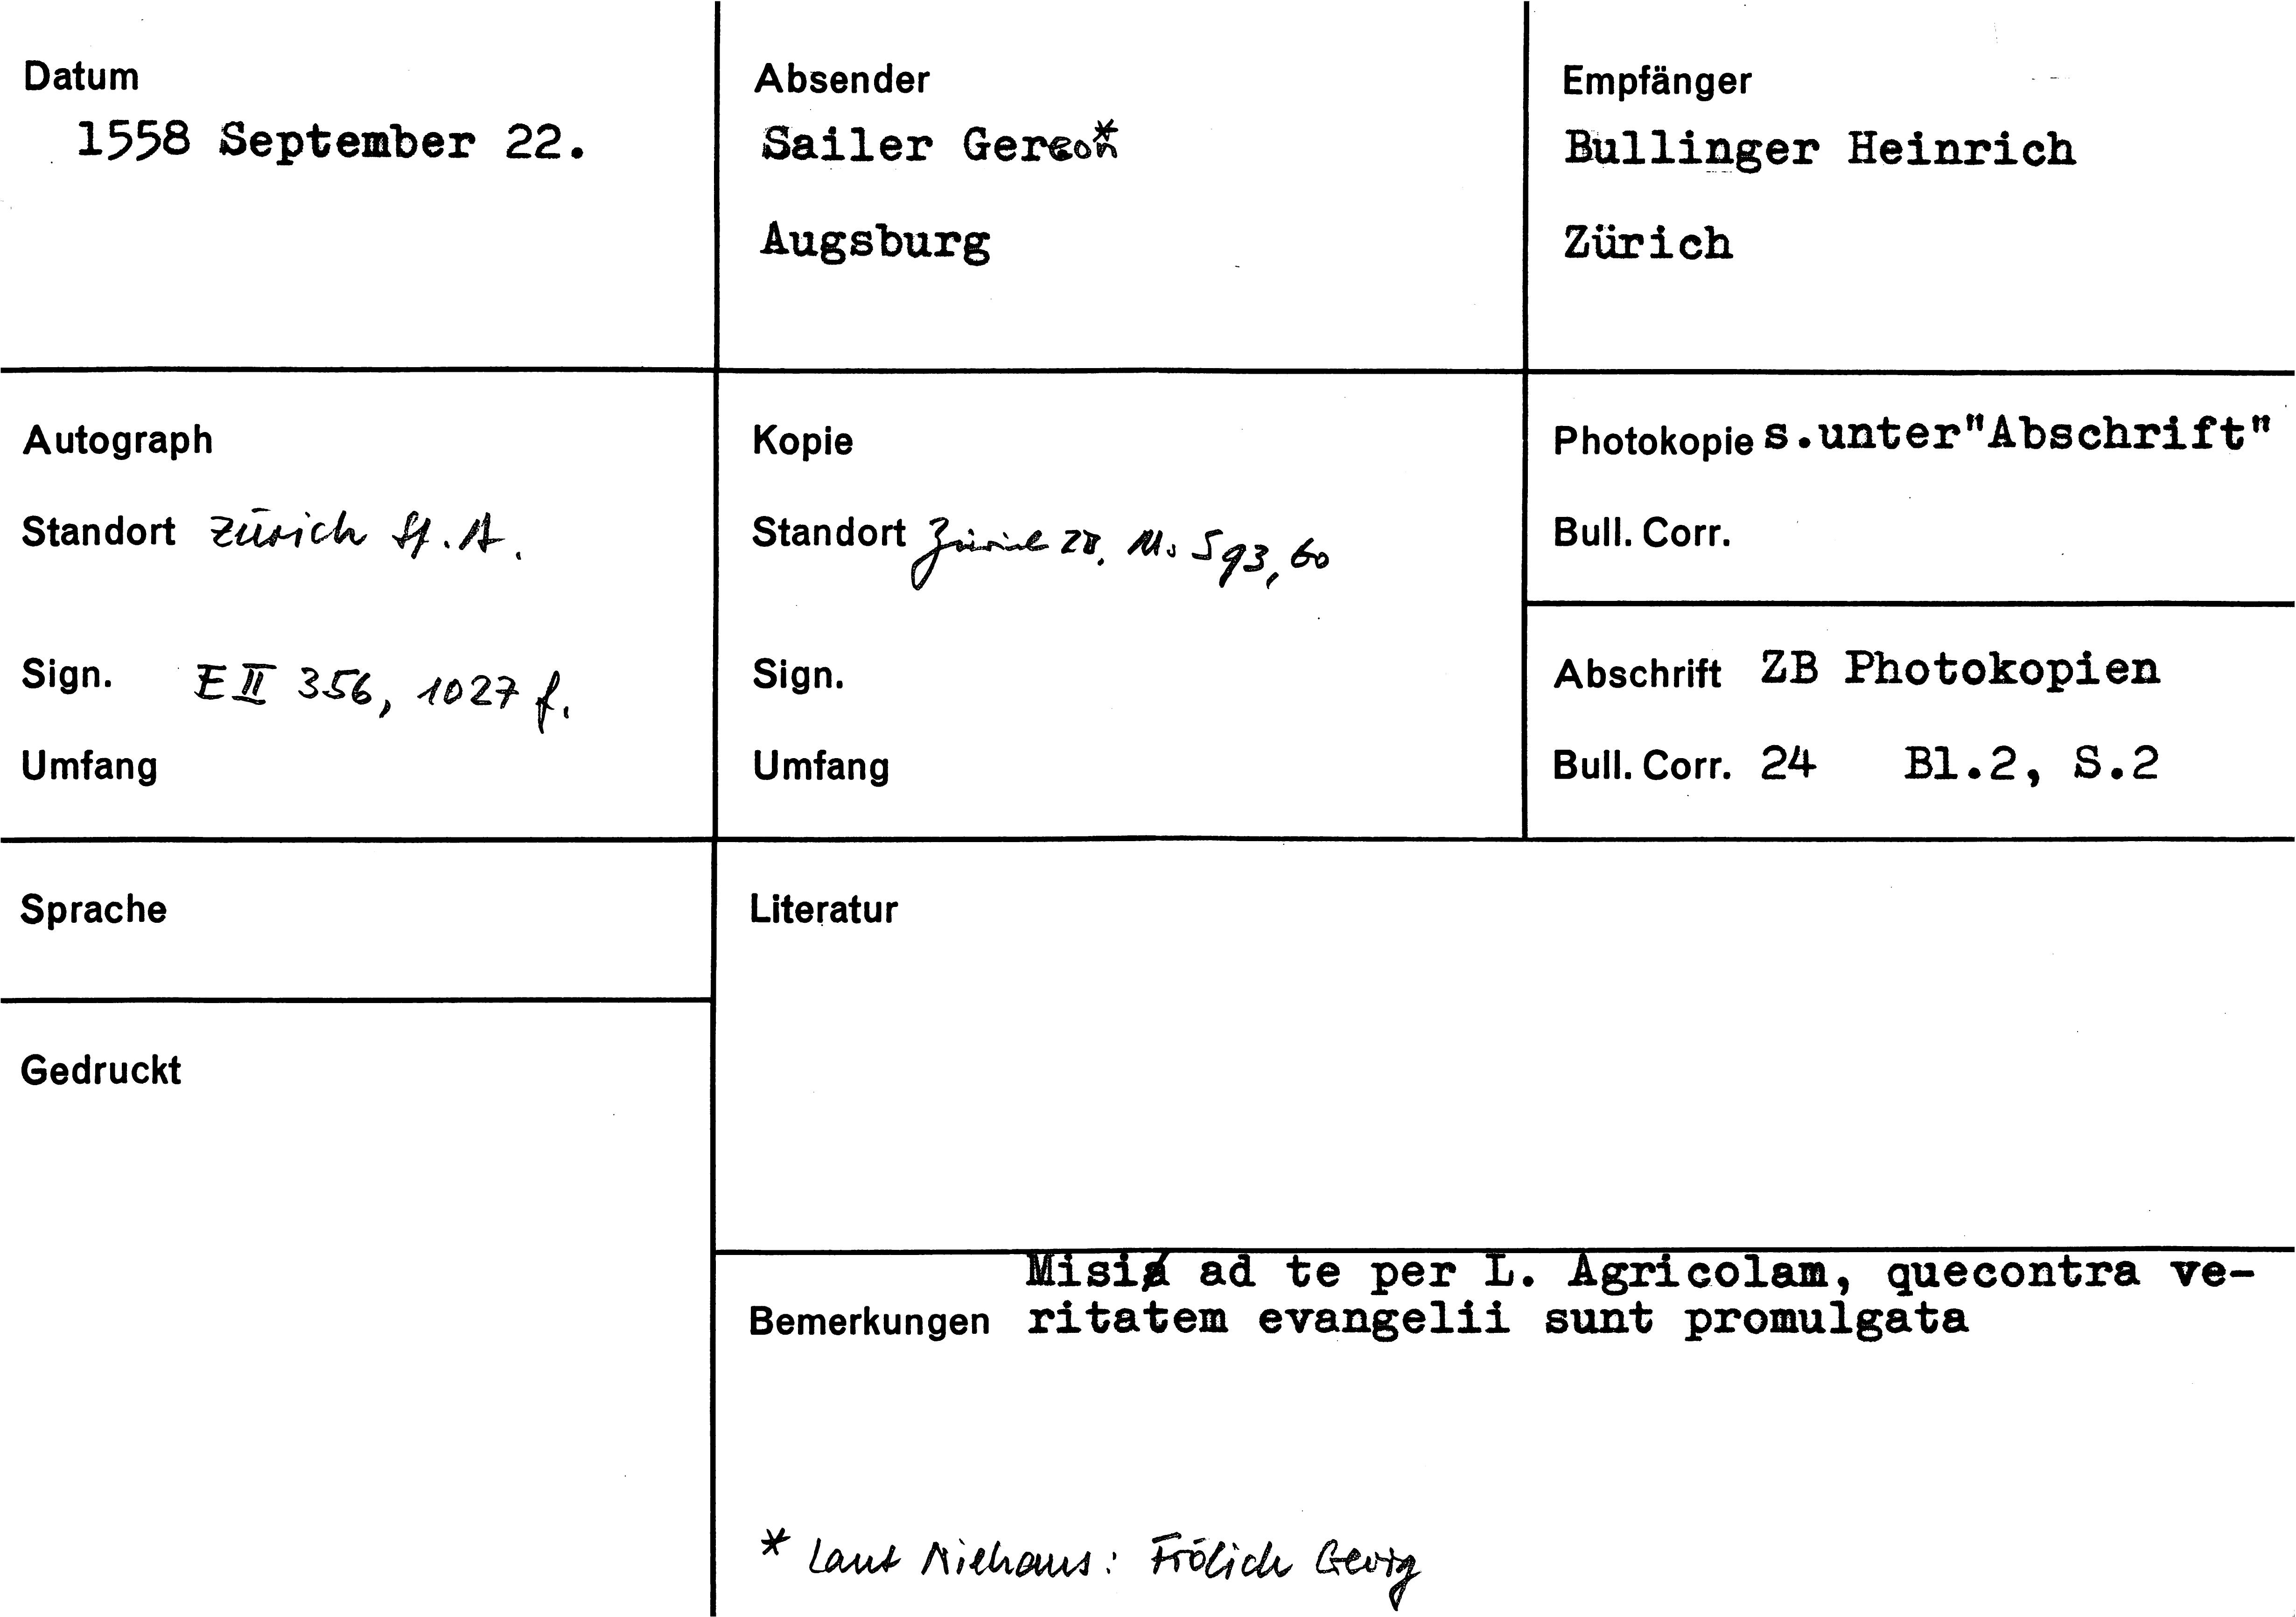 Datum
1558 September 22.
Absender
Sailer Gereon*
Augsburg
Empfänger
Bullinger Heinrich
Zürich
Autograph
Standort Zürich St. A.
Sign. E II 356, 1027 f.
Umfang
Kopie
Standort Zürich ZB, Ms S 93, 60
Sign.
Umfang
Photokopie s.unter"Abschrift"
Bull. Corr.
Abschrift ZB Photokopien
Bull. Corr. 24 Bl.2, S.2
Sprache
Gedruckt
Literatur
Misi ad te per L. Agricolam, quecontra ve-
Bemerkungen ritatem evangelii sunt promulgata
* Laut Niehaus: Frölich Georg